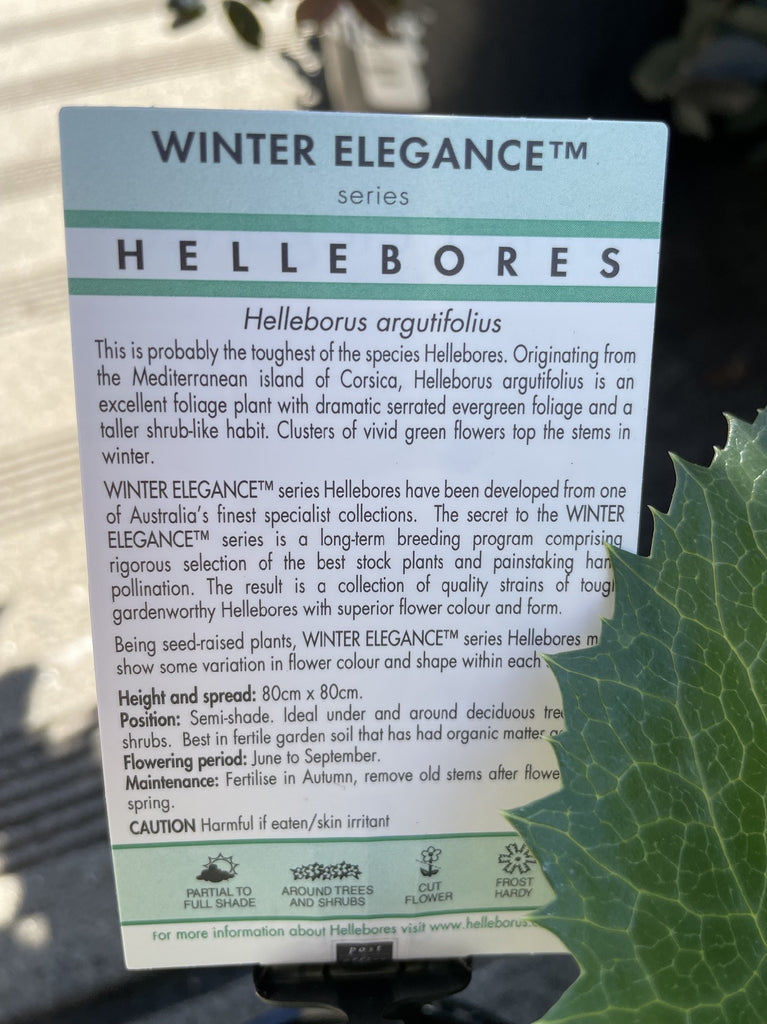 WINTER ELEGANCE™
series
HELLEBORES
Helleborus argutifolius
This is probably the toughest of the species Hellebores. Originating from
the Mediterranean island of Corsica, Helleborus argutifolius is an
excellent foliage plant with dramatic serrated evergreen foliage and a
taller shrub-like habit. Clusters of vivid green flowers top the stems in
winter.
WINTER ELEGANCE™ series Hellebores have been developed from one
of Australia's finest specialist collections. The secret to the WINTER
ELEGANCE™ series is a long-term breeding program comprising
rigorous selection of the best stock plants and painstaking
pollination. The result is a collection of quality strains of
gardenworthy Hellebores with superior flower colour and form.
Being seed-raised plants, WINTER ELEGANCE™ series Hellebores
show some variation in flower colour and shape within each
Height and spread: 80cm x 80cm.
Position: Semi-shade. Ideal under and around deciduous
shrubs. Best in fertile garden soil that has had organic matter
Flowering period: June to September.
Maintenance: Fertilise in Autumn, remove old stems after
spring.
CAUTION Harmful if eaten/skin irritant
PARTIAL TO FULL SHADE
AROUND TREES AND SHRUBS
CUT FLOWER
FROST HARDY
For more information about Hellebores visit www.helleborus.